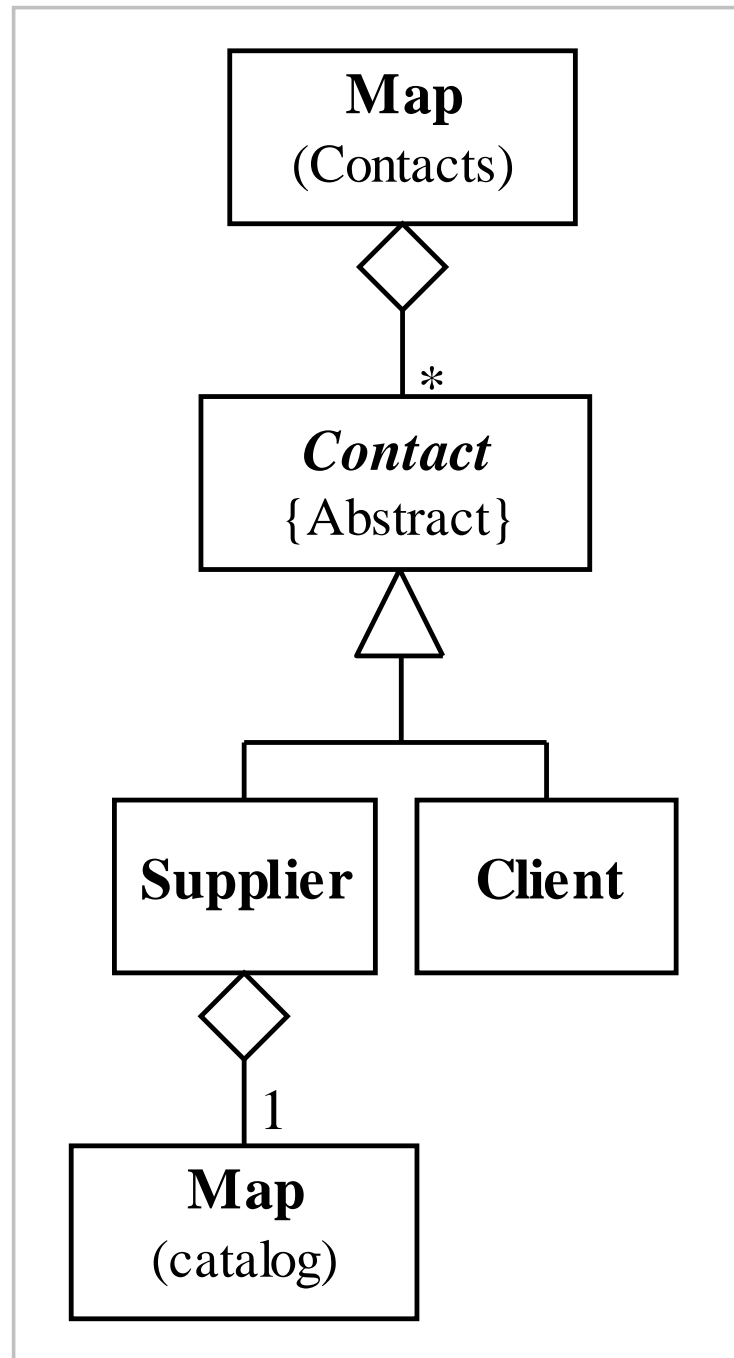 Map
(Contacts)
*
Contact
{Abstract}
Supplier
Client
1
Map
(catalog)